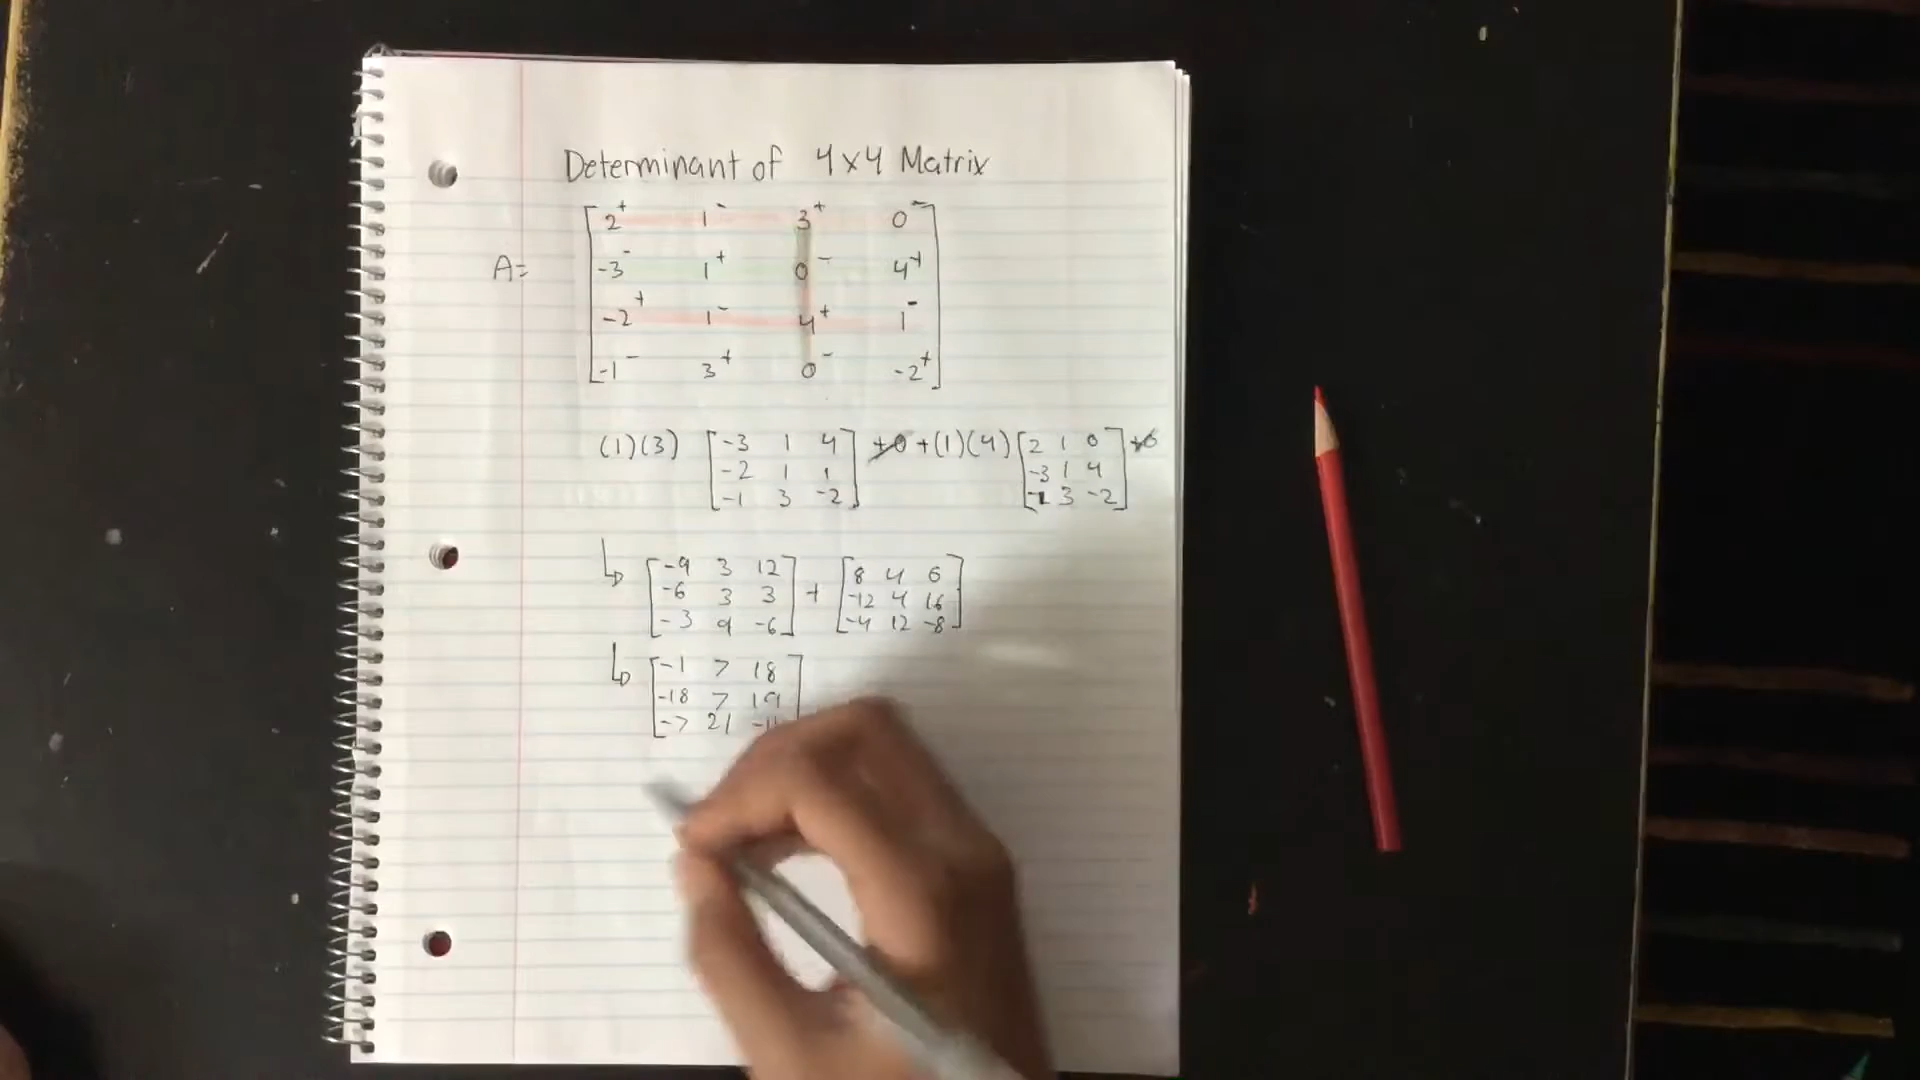 Determinant of 4x4 Matrix
2+ 1- 3+ 0-
A= -3- 1+ 0- 4+
-2+ 1- 4+ 1-
-1- 3+ 0- -2+
(1)(3) [-3 1 4] +0 +(1)(4) [2 1 0] +0
-2 1 1 -3 1 4
-1 3 -2 -1 3 -2
↳ [-9 3 12] + [8 4 6]
-6 3 3 -12 4 16
-3 9 -6 -4 12 -8
↳ [-1 7 18]
-18 7 19
-7 21